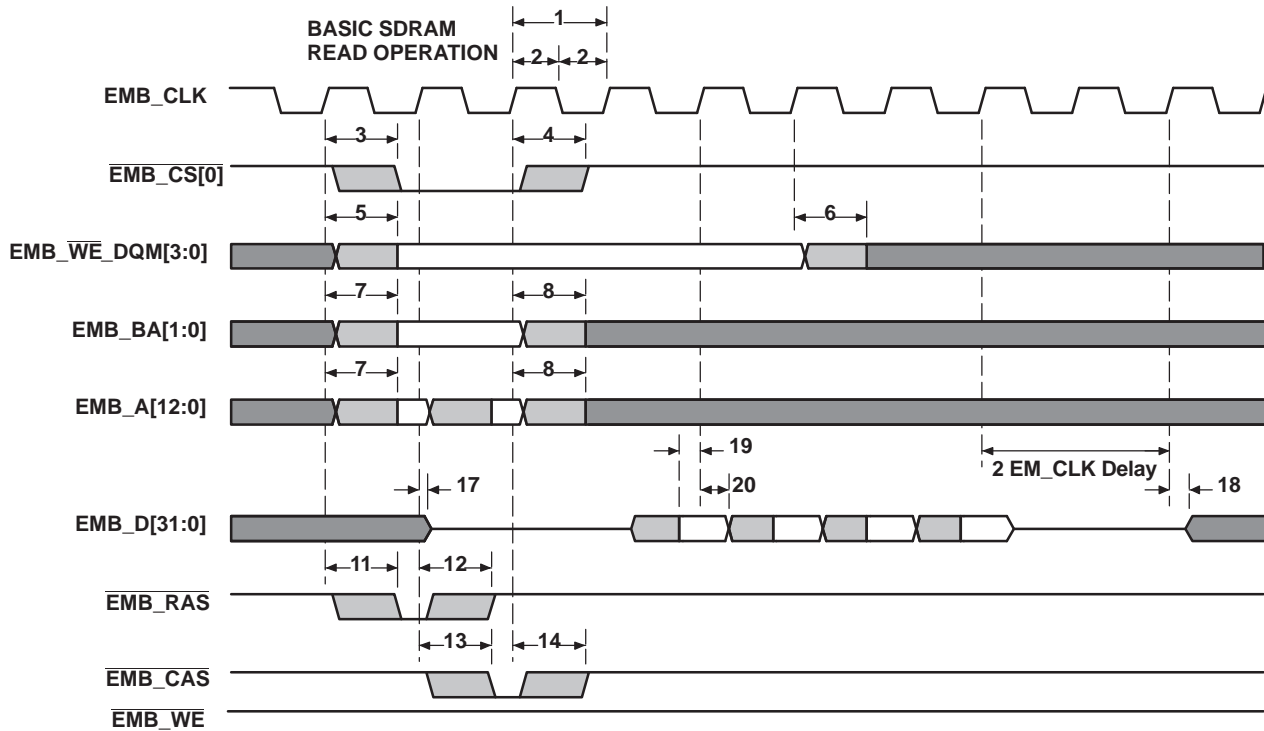 BASIC SDRAM
READ OPERATION
1
2 2
EMB_CLK
3 4
EMB_CS[0]
5 6
EMB_WE_DQM[3:0]
7 8
EMB_BA[1:0]
7 8
EMB_A[12:0]
19
2 EM_CLK Delay
17 20 18
EMB_D[31:0]
11 12
EMB_RAS
13 14
EMB_CAS
EMB_WE